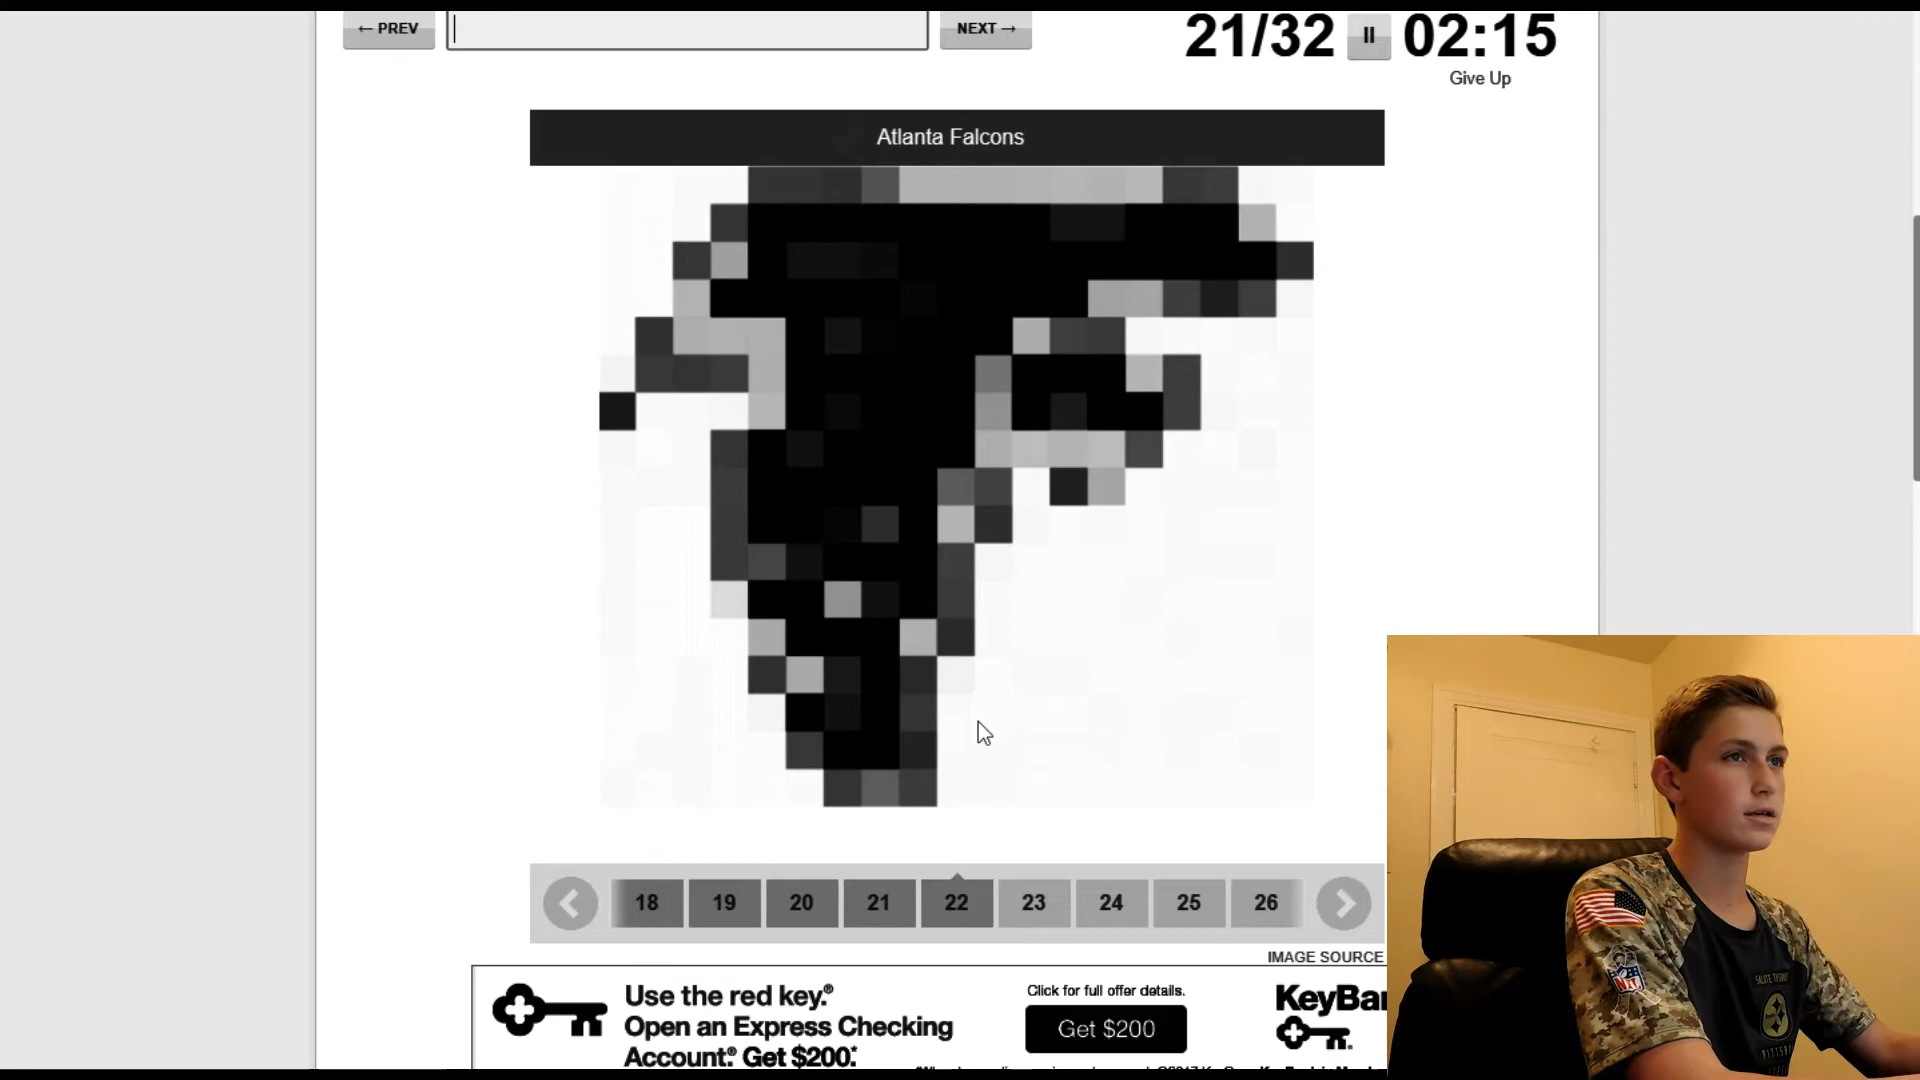 ← PREV
NEXT →
21/32
02:15
Give Up
Atlanta Falcons
18 19 20 21 22 23 24 25 26
IMAGE SOURCE
Use the red key.®
Open an Express Checking
Account.® Get $200.*
Click for full offer details.
Get $200
KeyBan
NFL